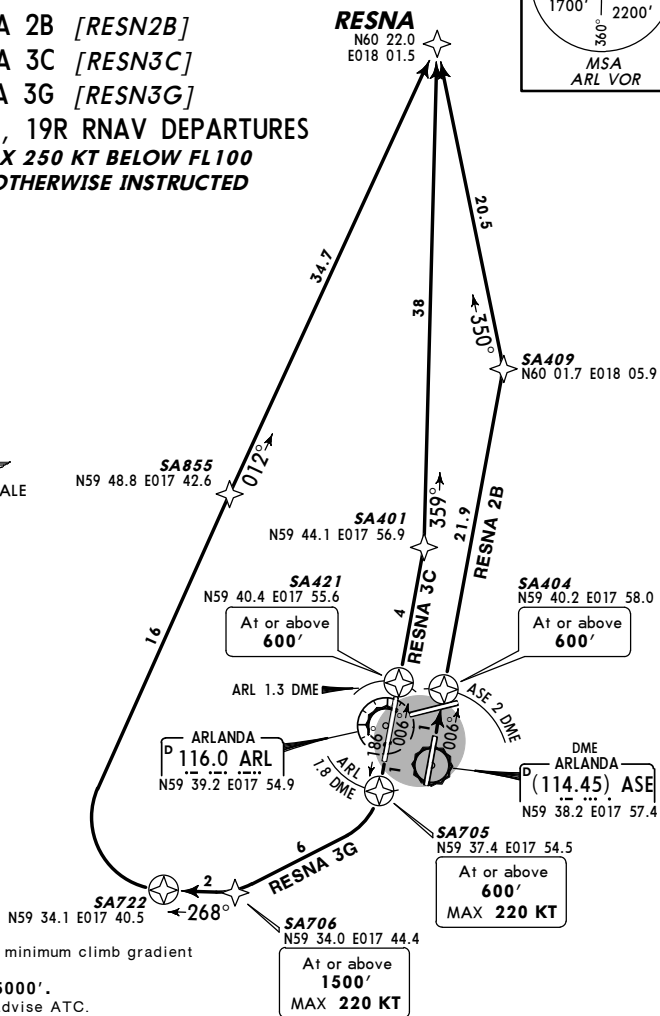 A 2B [RESN2B]
A 3C [RESN3C]
A 3G [RESN3G]
, 19R RNAV DEPARTURES
X 250 KT BELOW FL100
OTHERWISE INSTRUCTED
RESNA
N60 22.0
E018 01.5
1700' 2200'
360°
MSA
ARL VOR
34.7
38
20.5
350°
SA409
N60 01.7 E018 05.9
ALE
SA855
N59 48.8 E017 42.6
012°
SA401
N59 44.1 E017 56.9
359°
21.9
RESNA 2B
SA421
N59 40.4 E017 55.6
At or above
600'
4
RESNA 3C
SA404
N59 40.2 E017 58.0
At or above
600'
16
ARL 1.3 DME
ASE 2 DME
006°
006°
186°
1
1
ARLANDA
D 116.0 ARL
N59 39.2 E017 54.9
ARL
1.8 DME
DME
ARLANDA
D (114.45) ASE
N59 38.2 E017 57.4
SA705
N59 37.4 E017 54.5
At or above
600'
MAX 220 KT
6
RESNA 3G
2
SA722
N59 34.1 E017 40.5
268°
SA706
N59 34.0 E017 44.4
At or above
1500'
MAX 220 KT
minimum climb gradient
5000'.
dvise ATC.